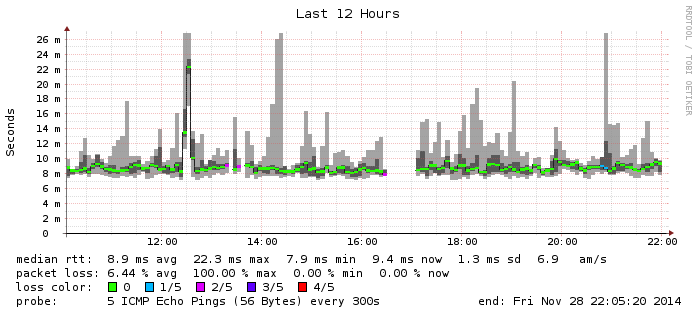 Last 12 Hours
RRDTOOL / TOBI OETIKER
Seconds
26 m
24 m
22 m
20 m
18 m
16 m
14 m
12 m
10 m
8 m
6 m
4 m
2 m
0
12:00 14:00 16:00 18:00 20:00 22:00
median rtt: 8.9 ms avg 22.3 ms max 7.9 ms min 9.4 ms now 1.3 ms sd 6.9 am/s
packet loss: 6.44 % avg 100.00 % max 0.00 % min 0.00 % now
loss color: 0 1/5 2/5 3/5 4/5
probe: 5 ICMP Echo Pings (56 Bytes) every 300s end: Fri Nov 28 22:05:20 2014